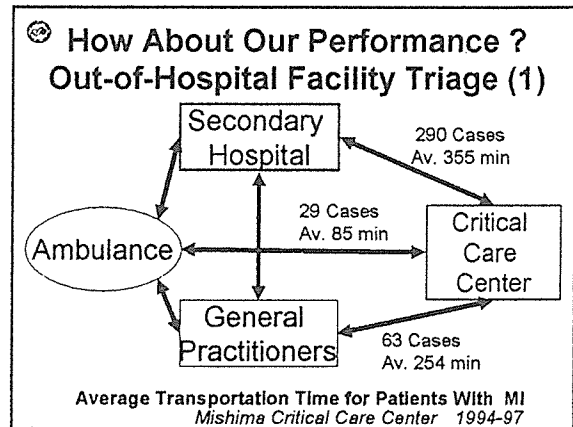 How About Our Performance ?
Out-of-Hospital Facility Triage (1)
Secondary
Hospital
290 Cases
Av. 355 min
29 Cases
Av. 85 min
Ambulance
Critical
Care
Center
General
Practitioners
63 Cases
Av. 254 min
Average Transportation Time for Patients With MI
Mishima Critical Care Center 1994-97